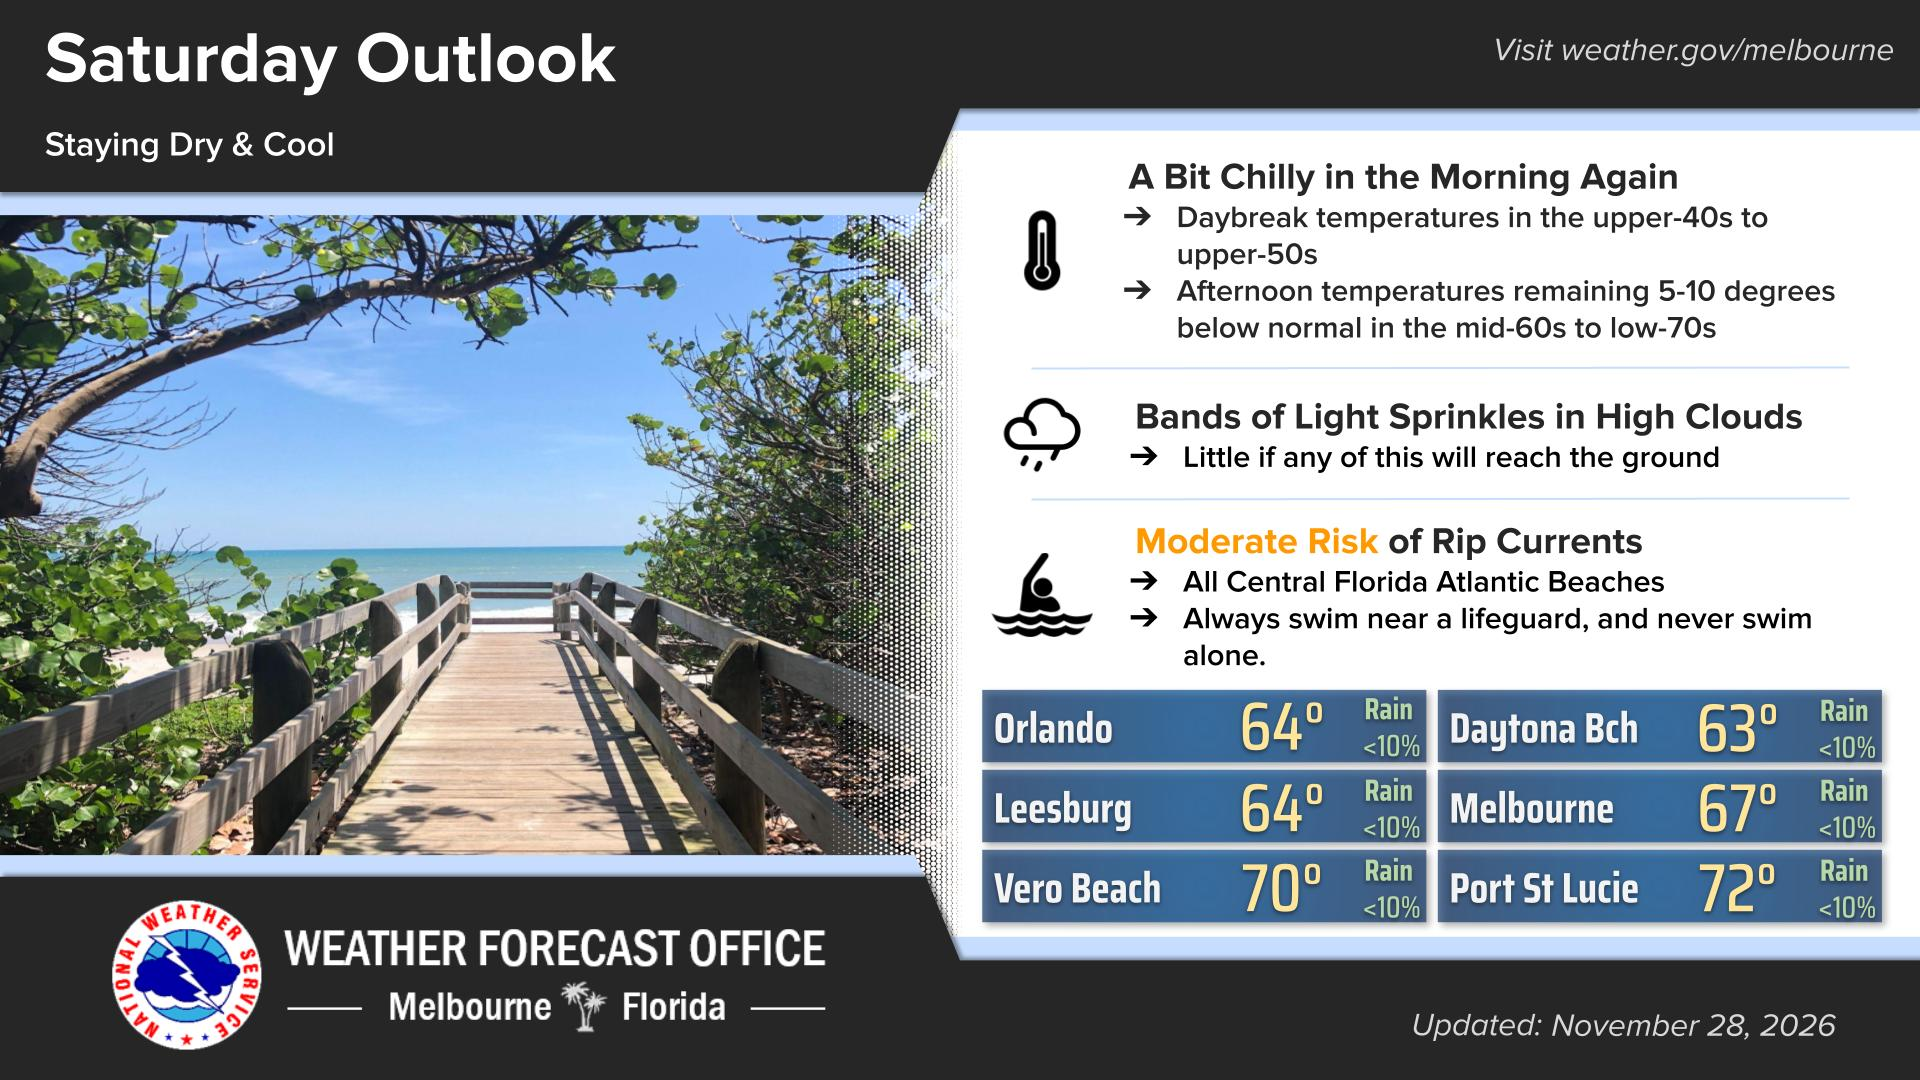 Saturday Outlook
Visit weather.gov/melbourne
Staying Dry & Cool
A Bit Chilly in the Morning Again
➔ Daybreak temperatures in the upper-40s to
upper-50s
➔ Afternoon temperatures remaining 5-10 degrees
below normal in the mid-60s to low-70s
Bands of Light Sprinkles in High Clouds
➔ Little if any of this will reach the ground
Moderate Risk of Rip Currents
➔ All Central Florida Atlantic Beaches
➔ Always swim near a lifeguard, and never swim
alone.
Orlando 64° Rain <10%
Daytona Bch 63° Rain <10%
Leesburg 64° Rain <10%
Melbourne 67° Rain <10%
Vero Beach 70° Rain <10%
Port St Lucie 72° Rain <10%
NATIONAL WEATHER SERVICE
WEATHER FORECAST OFFICE
Melbourne Florida
Updated: November 28, 2026